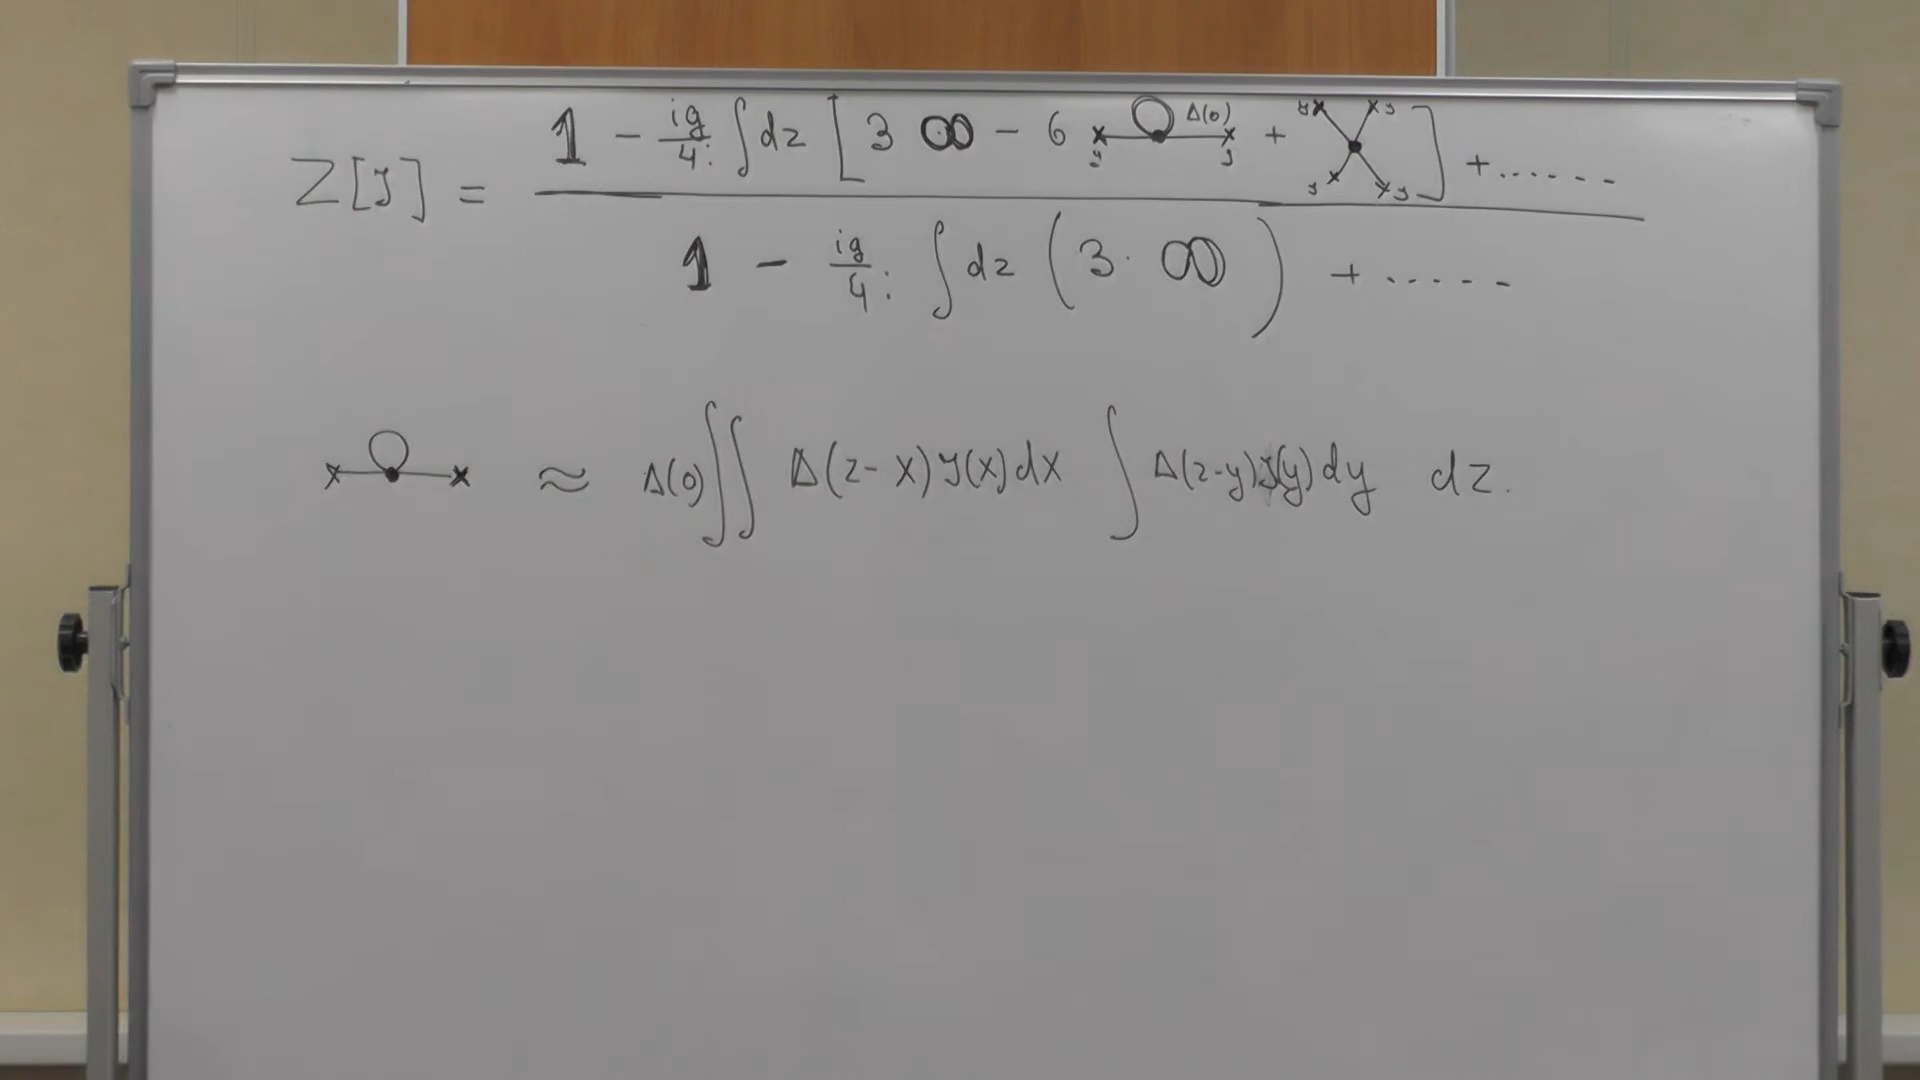 Z[J] = 1 - ig/4! ∫dz [3 ∞ - 6 Δ(0) J J + J J J J] + ......
1 - ig/4! ∫dz (3 · ∞) + .....
≈ Δ(0) ∫∫ Δ(z-x) J(x) dx ∫ Δ(z-y) J(y) dy dz.